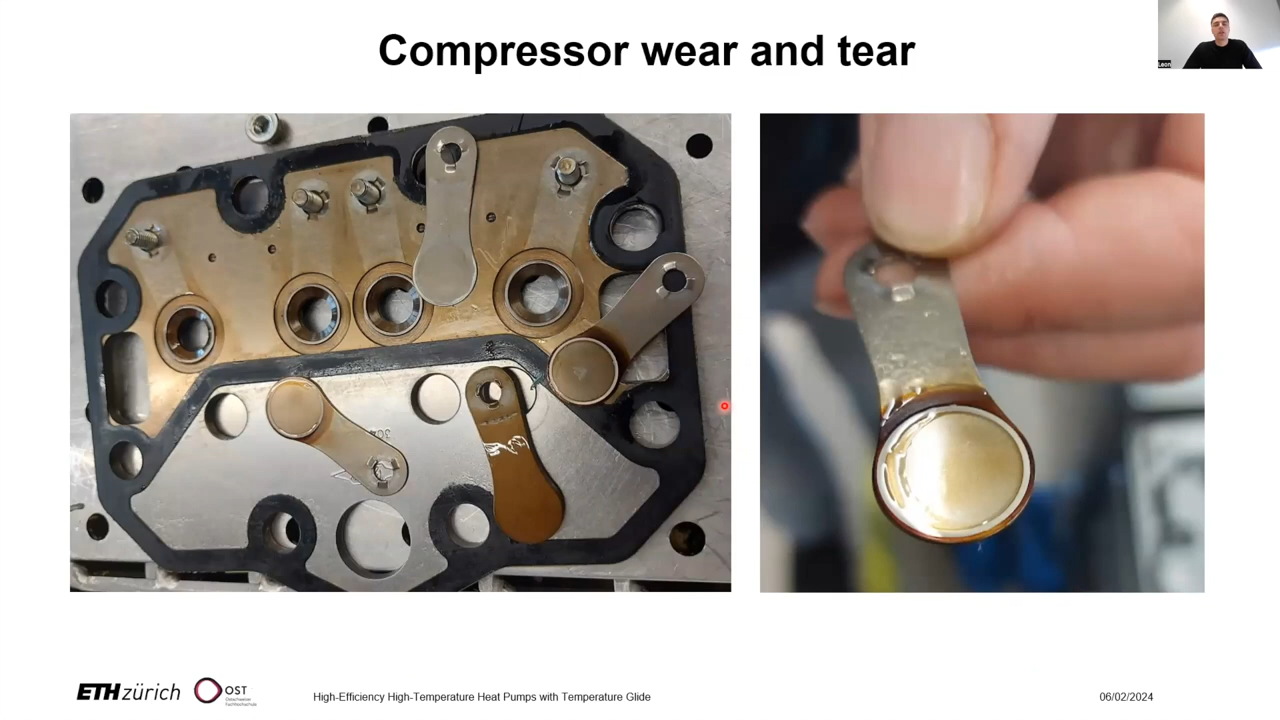 Compressor wear and tear
Leon
ETH zürich
OST
High-Efficiency High-Temperature Heat Pumps with Temperature Glide
06/02/2024